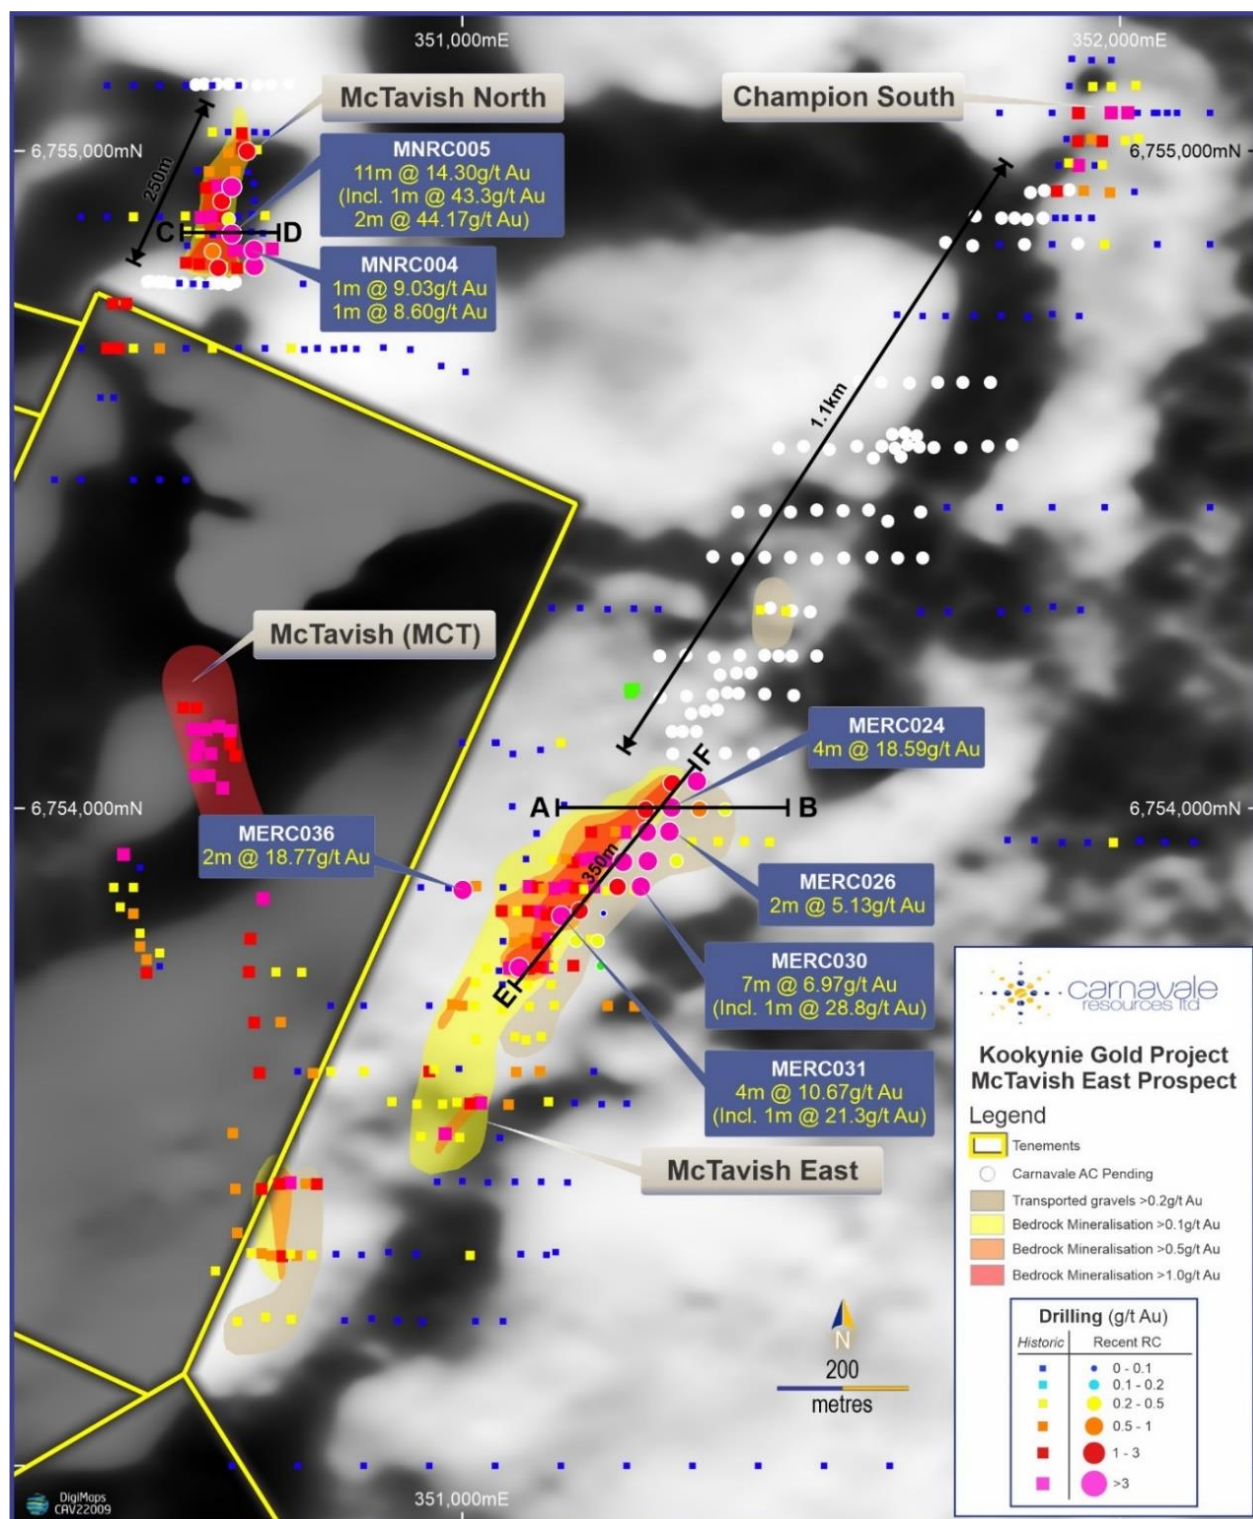 351,000mE
352,000mE
McTavish North
Champion South
6,755,000mN
6,755,000mN
MNRC005
11m @ 14.30g/t Au
(Incl. 1m @ 43.3g/t Au
2m @ 44.17g/t Au)
250m
C
D
MNRC004
1m @ 9.03g/t Au
1m @ 8.60g/t Au
1.1km
McTavish (MCT)
MERC024
4m @ 18.59g/t Au
F
A
B
6,754,000mN
6,754,000mN
MERC036
2m @ 18.77g/t Au
350m
MERC026
2m @ 5.13g/t Au
E
MERC030
7m @ 6.97g/t Au
(Incl. 1m @ 28.8g/t Au)
MERC031
4m @ 10.67g/t Au
(Incl. 1m @ 21.3g/t Au)
McTavish East
carnavale
resources ltd
Kookynie Gold Project
McTavish East Prospect
Legend
Tenements
Carnavale AC Pending
Transported gravels >0.2g/t Au
Bedrock Mineralisation >0.1g/t Au
Bedrock Mineralisation >0.5g/t Au
Bedrock Mineralisation >1.0g/t Au
Drilling (g/t Au)
Historic Recent RC
0 - 0.1
0.1 - 0.2
0.2 - 0.5
0.5 - 1
1 - 3
>3
N
200
metres
351,000mE
DigiMaps
CAV22009